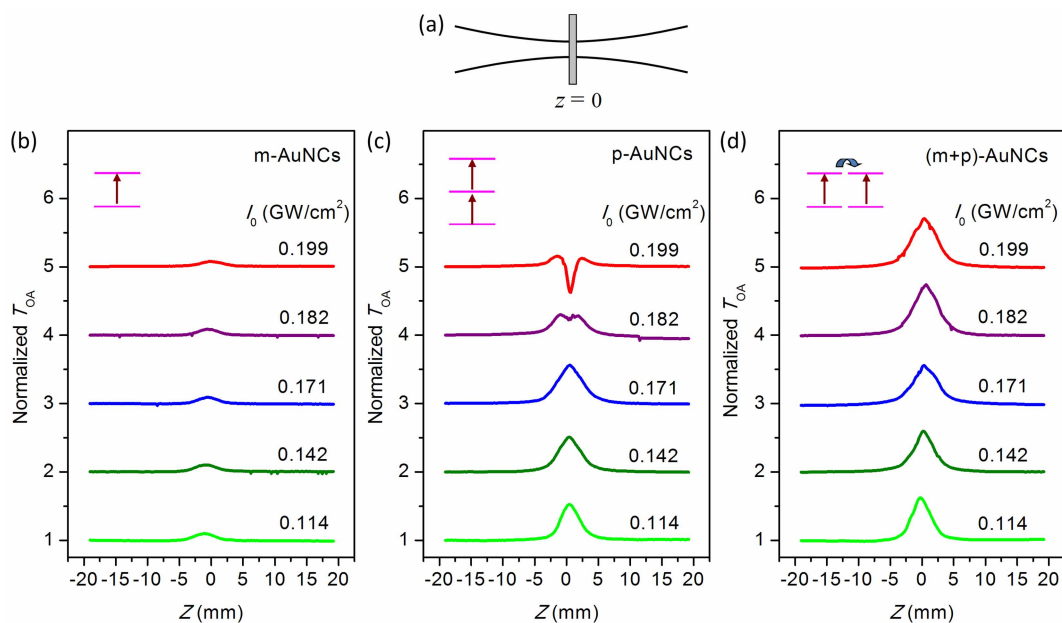 (a)
z = 0
(b)
m-AuNCs
I0 (GW/cm2)
0.199
0.182
0.171
0.142
0.114
6
5
4
3
2
1
Normalized TOA
-20 -15 -10 -5 0 5 10 15 20
Z (mm)
(c)
p-AuNCs
I0 (GW/cm2)
0.199
0.182
0.171
0.142
0.114
6
5
4
3
2
1
Normalized TOA
-20 -15 -10 -5 0 5 10 15 20
Z (mm)
(d)
(m+p)-AuNCs
I0 (GW/cm2)
0.199
0.182
0.171
0.142
0.114
6
5
4
3
2
1
Normalized TOA
-20 -15 -10 -5 0 5 10 15 20
Z (mm)